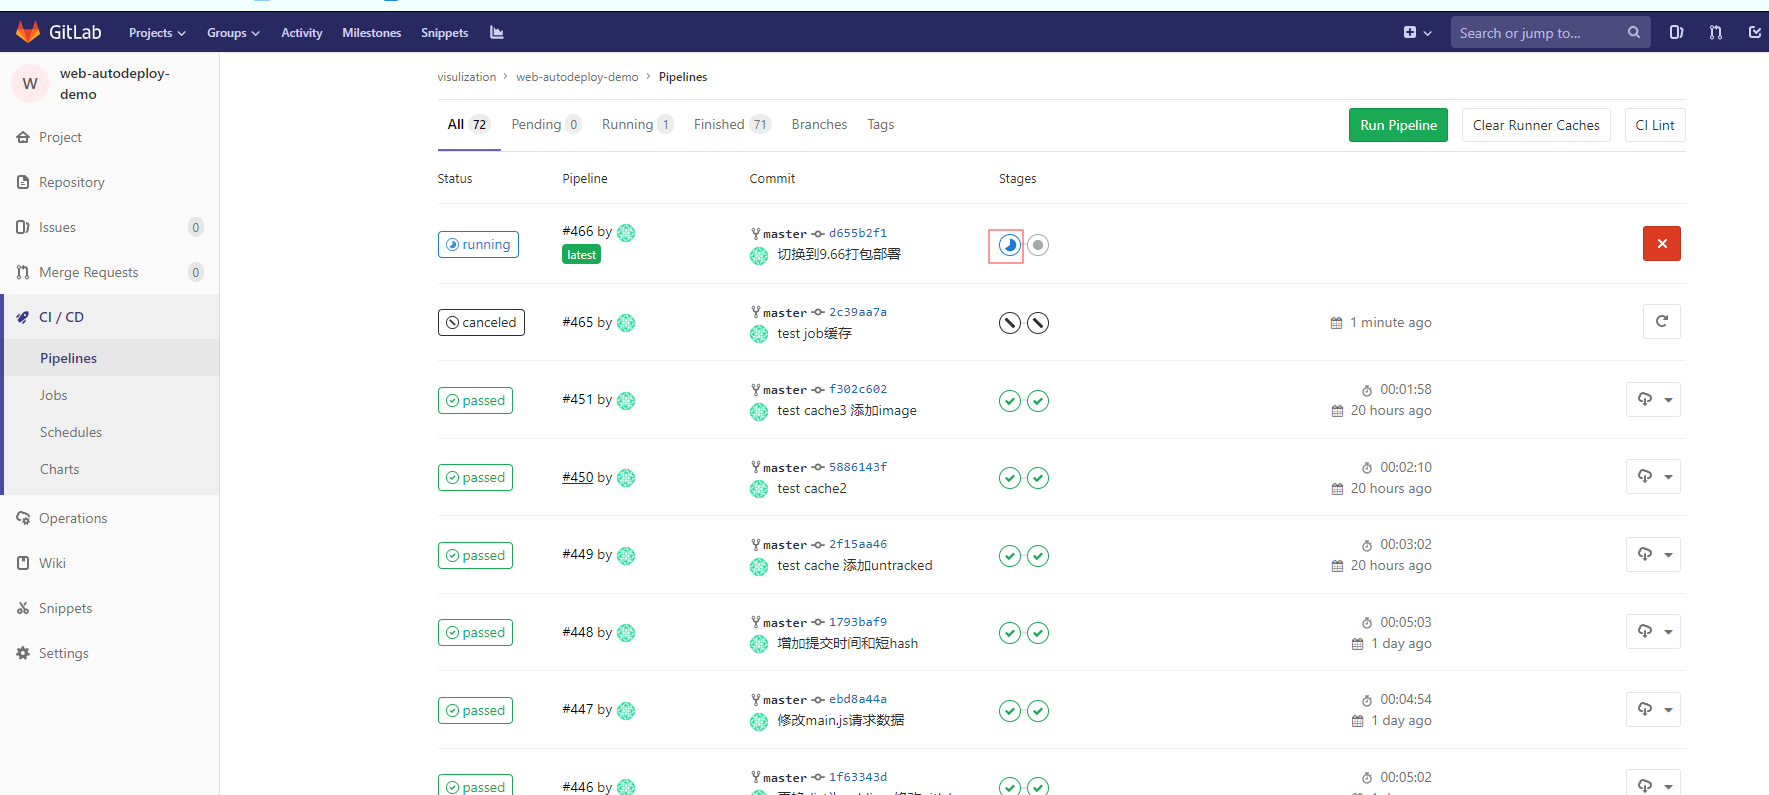 GitLab Projects Groups Activity Milestones Snippets Search or jump to...
W web-autodeploy-
demo
Project
Repository
Issues 0
Merge Requests 0
CI / CD
Pipelines
Jobs
Schedules
Charts
Operations
Wiki
Snippets
Settings
visulization > web-autodeploy-demo > Pipelines
All 72 Pending 0 Running 1 Finished 71 Branches Tags Run Pipeline Clear Runner Caches CI Lint
Status Pipeline Commit Stages
running #466 by latest master d655b2f1
切换到9.66打包部署
canceled #465 by master 2c39aa7a
test job缓存 1 minute ago
passed #451 by master f302c602 00:01:58
test cache3 添加image 20 hours ago
passed #450 by master 5886143f 00:02:10
test cache2 20 hours ago
passed #449 by master 2f15aa46 00:03:02
test cache 添加untracked 20 hours ago
passed #448 by master 1793baf9 00:05:03
增加提交时间和短hash 1 day ago
passed #447 by master ebd8a44a 00:04:54
修改main.js请求数据 1 day ago
passed #446 by master 1f63343d 00:05:02